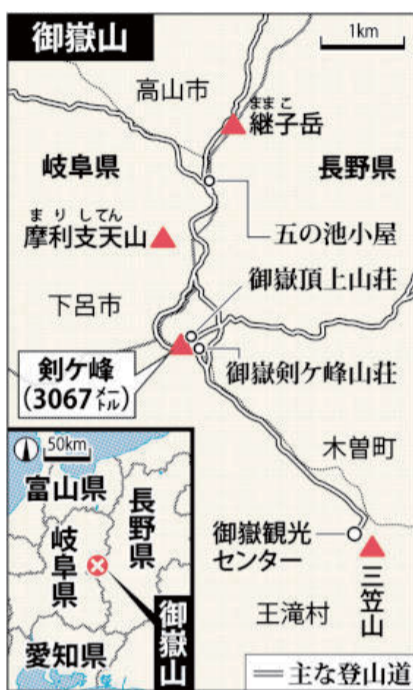 御嶽山
1km
高山市
ままこ
継子岳
岐阜県
長野県
まりしてん
摩利支天山
五の池小屋
御嶽頂上山荘
下呂市
剣ケ峰
(3067メートル)
御嶽剣ケ峰山荘
木曽町
御嶽観光
センター
三笠山
王滝村
主な登山道
50km
富山県
長野県
岐阜県
御嶽山
愛知県